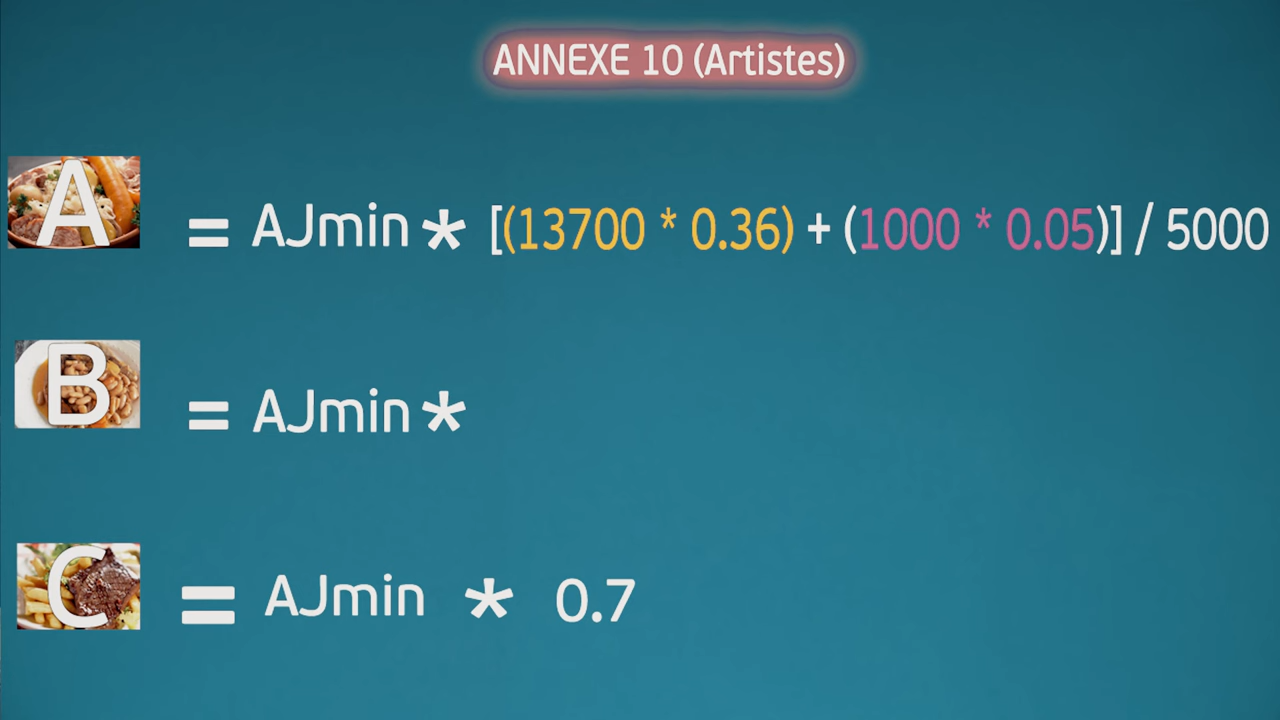 ANNEXE 10 (Artistes)
A = AJmin * [(13700 * 0.36) + (1000 * 0.05)] / 5000
B = AJmin *
C = AJmin * 0.7